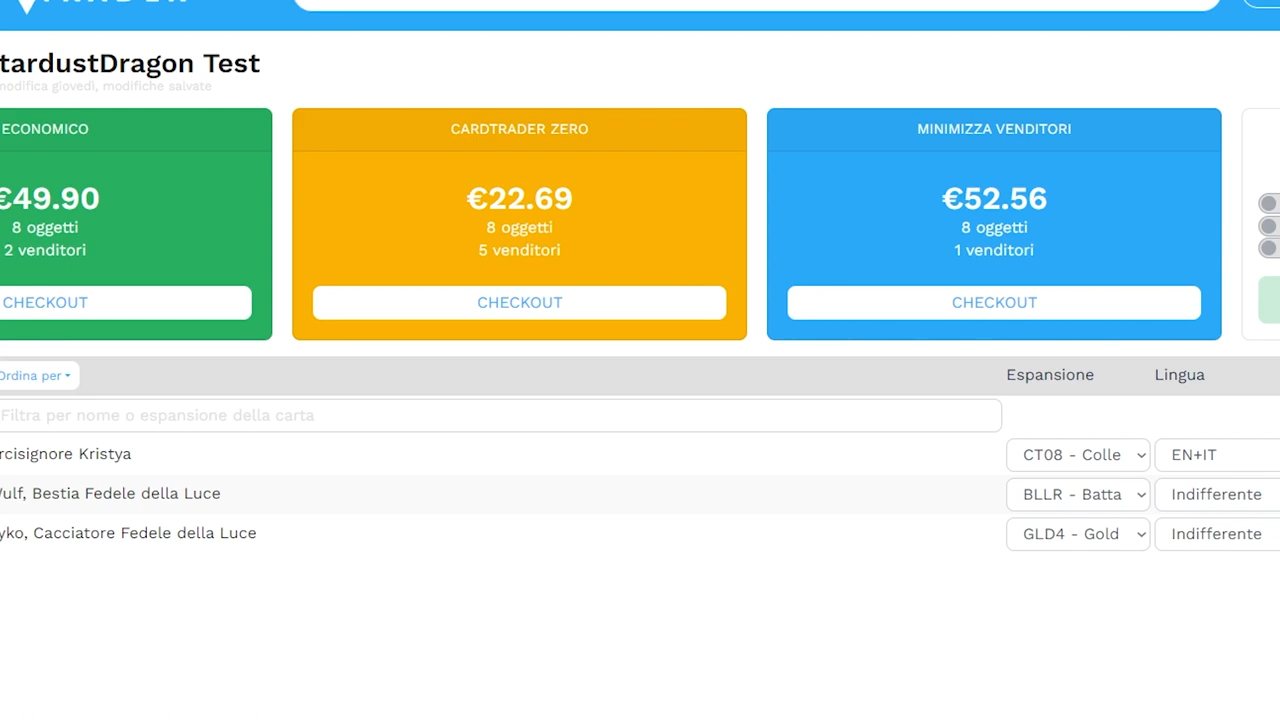 tardustDragon Test
modifica giovedì, modifiche salvate
ECONOMICO
€49.90
8 oggetti
2 venditori
CHECKOUT
CARDTRADER ZERO
€22.69
8 oggetti
5 venditori
CHECKOUT
MINIMIZZA VENDITORI
€52.56
8 oggetti
1 venditori
CHECKOUT
Ordina per
Espansione
Lingua
Filtra per nome o espansione della carta
rcisignore Kristya
CT08 - Colle
EN+IT
ulf, Bestia Fedele della Luce
BLLR - Batta
Indifferente
yko, Cacciatore Fedele della Luce
GLD4 - Gold
Indifferente